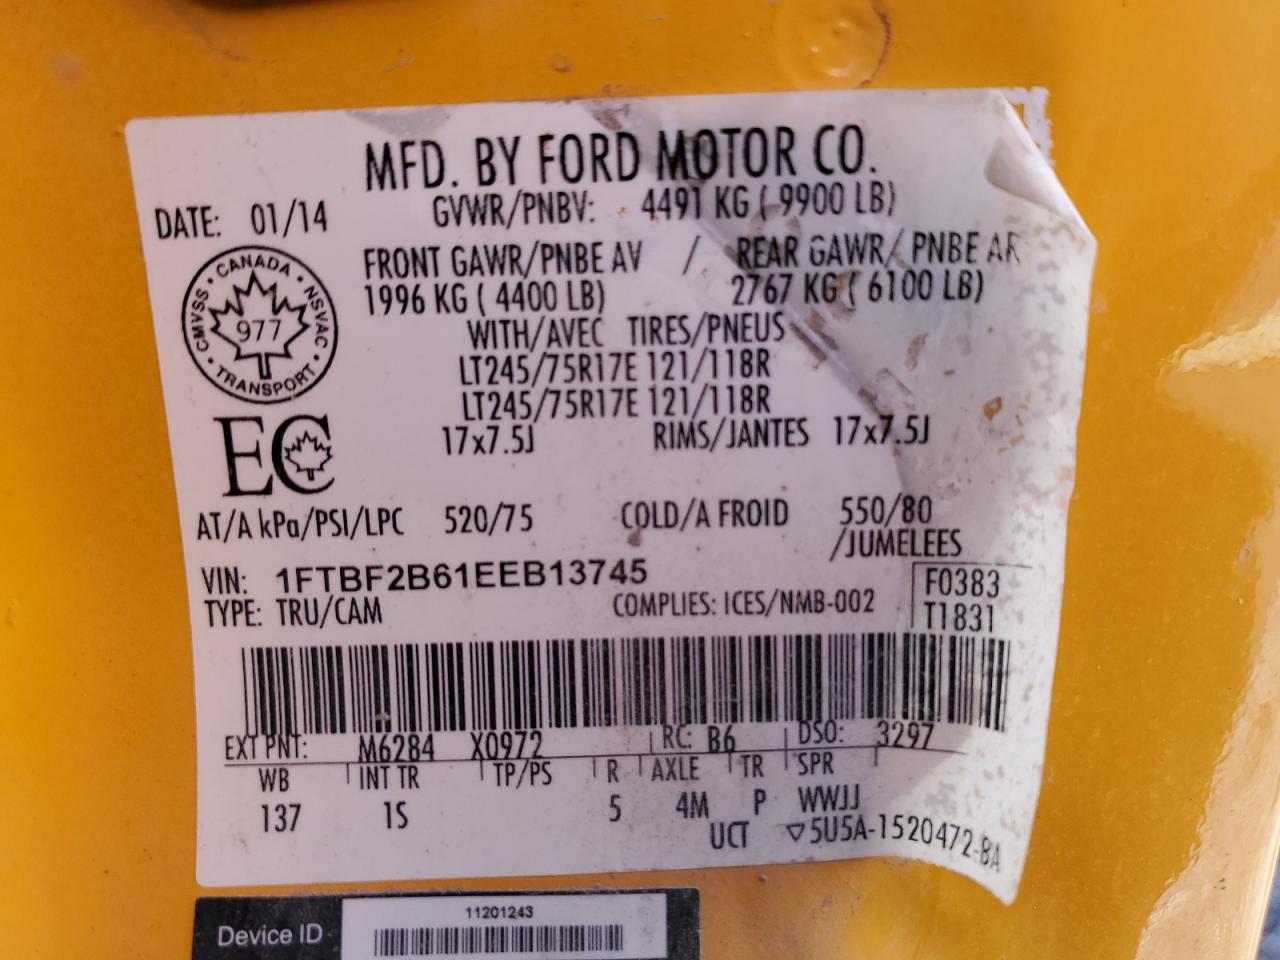 MFD. BY FORD MOTOR CO.
DATE: 01/14 GVWR/PNBV: 4491 KG ( 9900 LB)
FRONT GAWR/PNBE AV / REAR GAWR/ PNBE AR
1996 KG ( 4400 LB) 2767 KG ( 6100 LB)
CANADA
CMVSS NSVAC
977
TRANSPORT
WITH/AVEC TIRES/PNEUS
LT245/75R17E 121/118R
LT245/75R17E 121/118R
EC
17x7.5J RIMS/JANTES 17x7.5J
AT/A kPa/PSI/LPC 520/75 COLD/A FROID 550/80
/JUMELEES
VIN: 1FTBF2B61EEB13745
F0383
TYPE: TRU/CAM COMPLIES: ICES/NMB-002
T1831
EXT PNT: M6284 X0972 RC: B6 DSO: 3297
WB INT TR TP/PS R AXLE TR SPR
137 1S 5 4M P WWJJ
UCT ▽5U5A-1520472-BA
Device ID 11201243